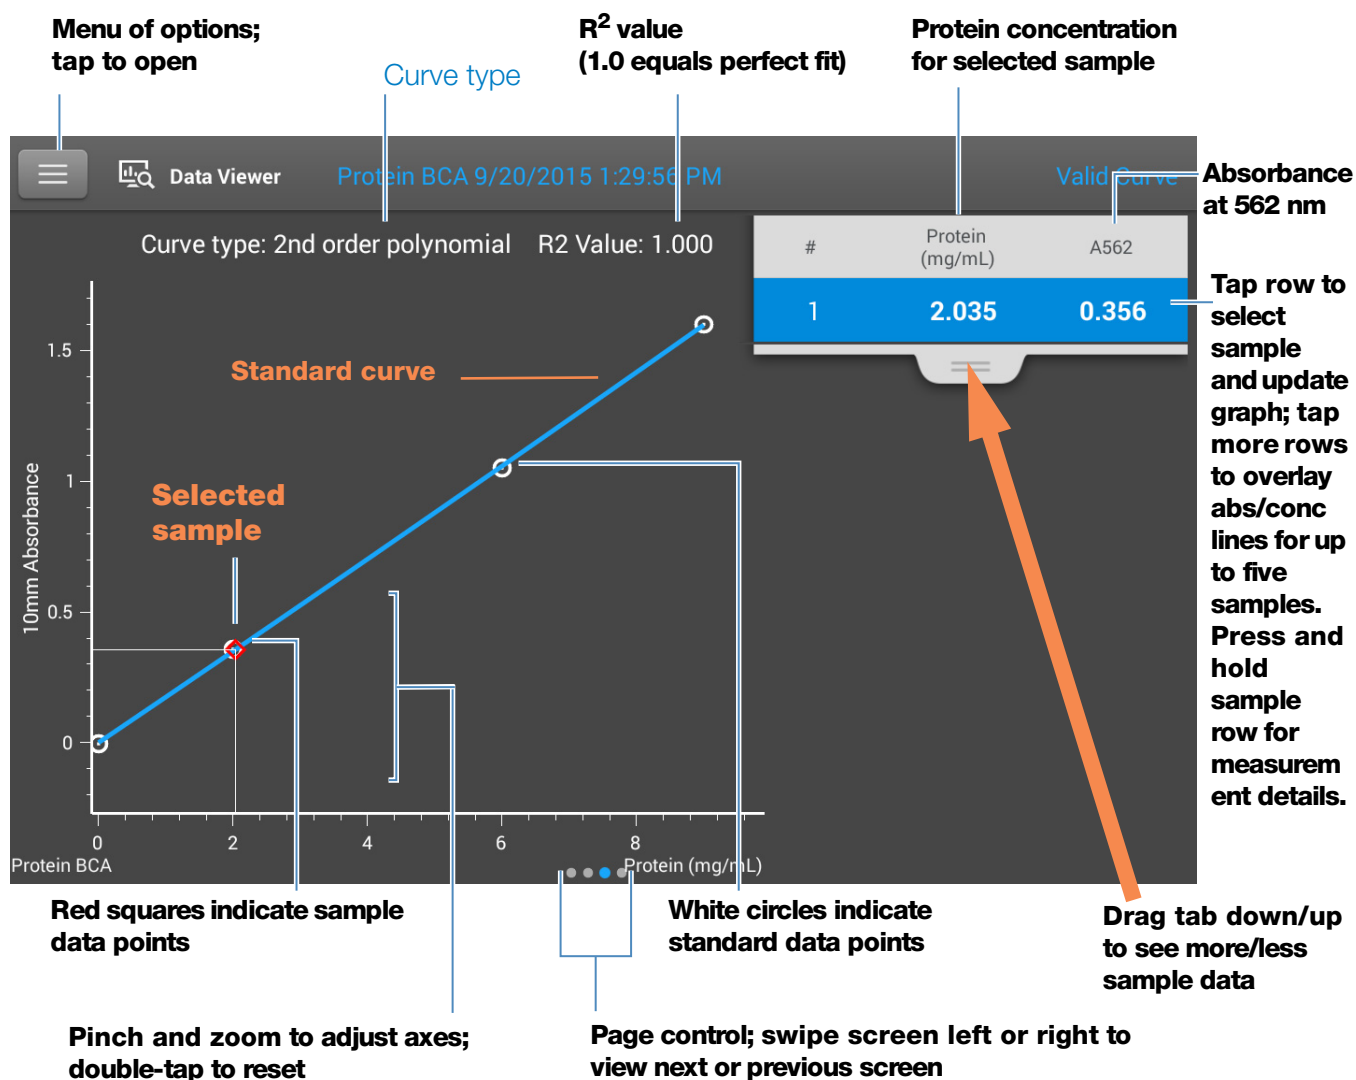 Menu of options;
tap to open
Curve type
R2 value
(1.0 equals perfect fit)
Protein concentration
for selected sample
Data Viewer
Protein BCA 9/20/2015 1:29:56 PM
Valid Curve
Absorbance
at 562 nm
Curve type: 2nd order polynomial R2 Value: 1.000
# Protein (mg/mL) A562
1 2.035 0.356
Tap row to
select
sample
and update
graph; tap
more rows
to overlay
abs/conc
lines for up
to five
samples.
Press and
hold
sample
row for
measurem
ent details.
Standard curve
Selected
sample
10mm Absorbance
1.5
1
0.5
0
0 2 4 6 8
Protein BCA
Protein (mg/mL)
Red squares indicate sample
data points
White circles indicate
standard data points
Drag tab down/up
to see more/less
sample data
Pinch and zoom to adjust axes;
double-tap to reset
Page control; swipe screen left or right to
view next or previous screen